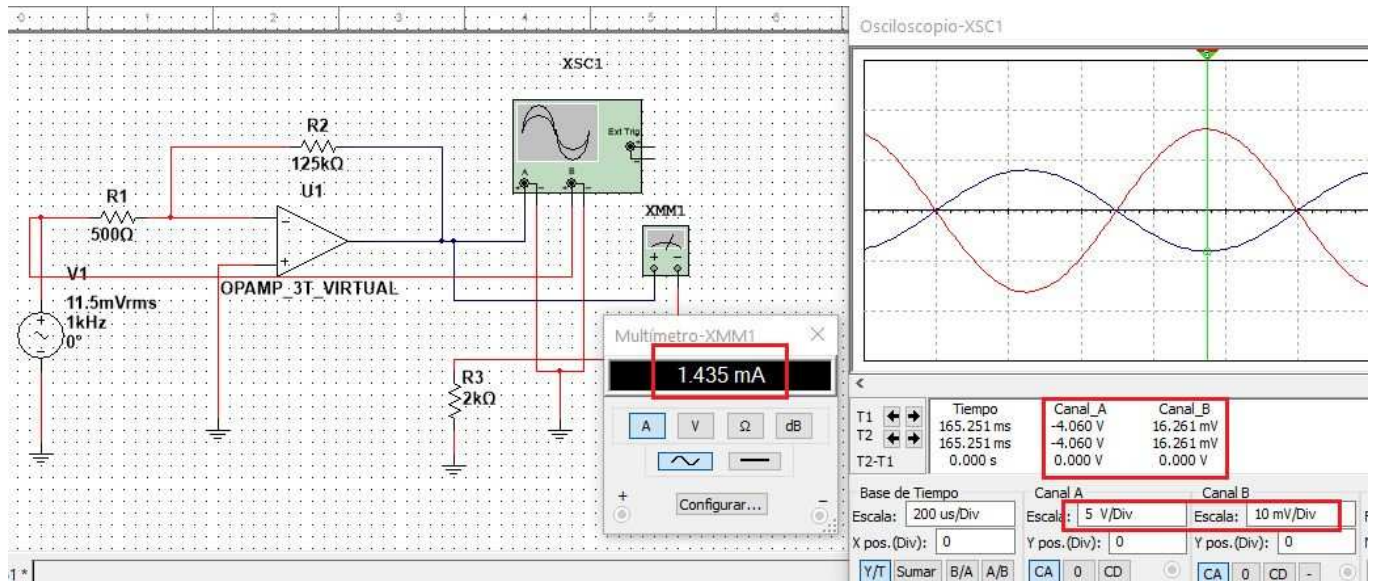 Osciloscopio-XSC1
XSC1
Ext Trig
A
B
R2
125kΩ
U1
R1
500Ω
XMM1
V1
11.5mVrms
1kHz
0°
OPAMP_3T_VIRTUAL
R3
2kΩ
Multímetro-XMM1
1.435 mA
A V Ω dB
Configurar...
Tiempo Canal_A Canal_B
T1 165.251 ms -4.060 V 16.261 mV
T2 165.251 ms -4.060 V 16.261 mV
T2-T1 0.000 s 0.000 V 0.000 V
Base de Tiempo Canal A Canal B
Escala: 200 us/Div Escala: 5 V/Div Escala: 10 mV/Div
X pos.(Div): 0 Y pos.(Div): 0 Y pos.(Div): 0
Y/T Sumar B/A A/B CA 0 CD CA 0 CD -